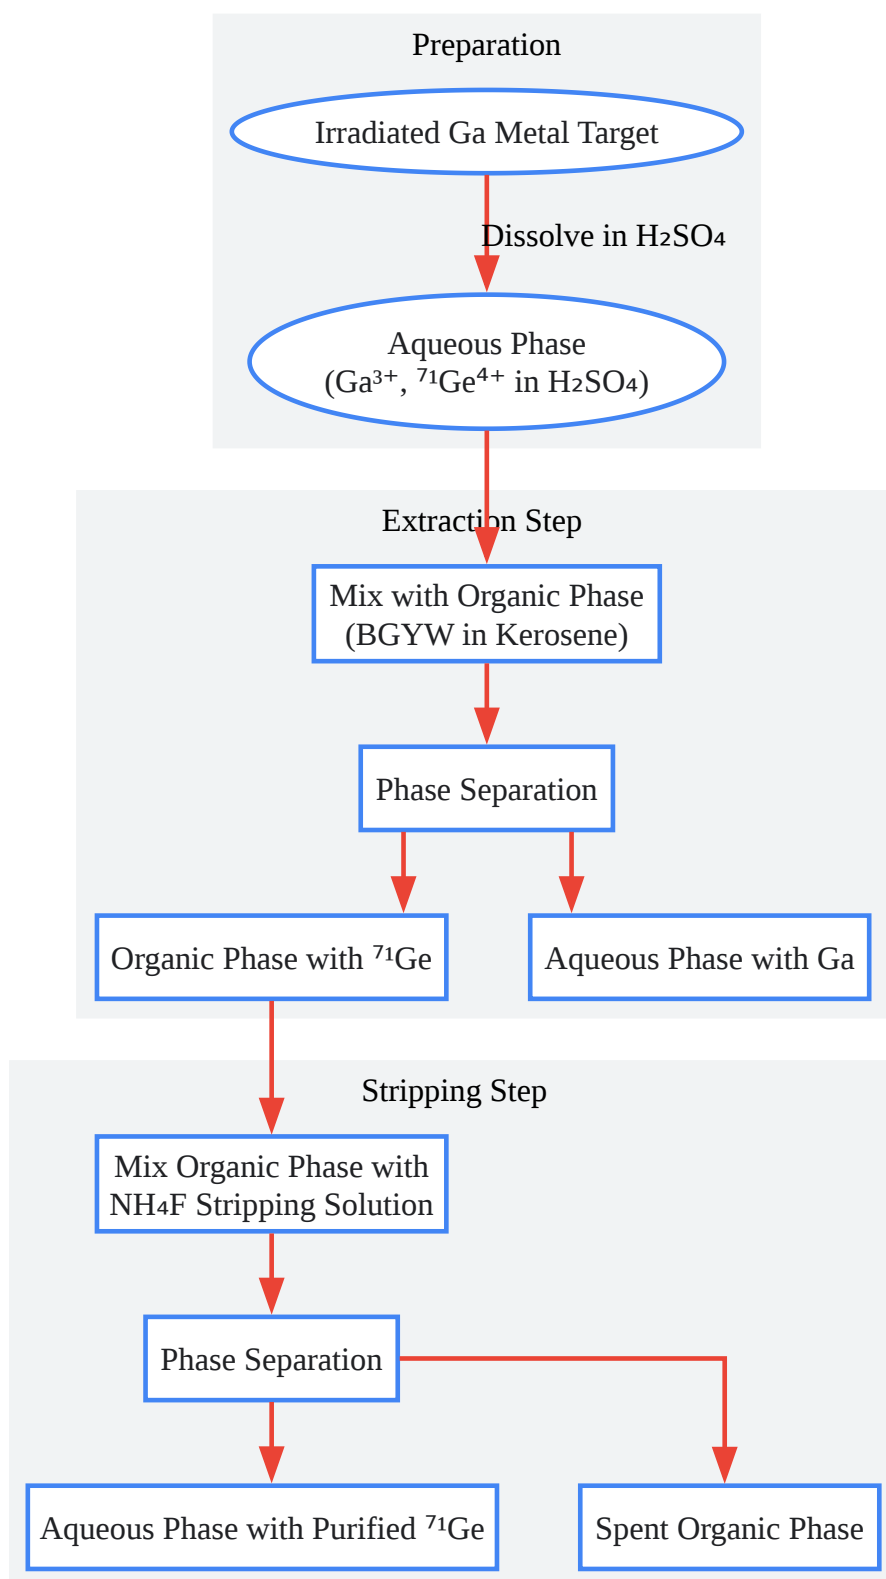 Preparation
Irradiated Ga Metal Target
Dissolve in H₂SO₄
Aqueous Phase
(Ga³⁺, ⁷¹Ge⁴⁺ in H₂SO₄)
Extraction Step
Mix with Organic Phase
(BGYW in Kerosene)
Phase Separation
Organic Phase with ⁷¹Ge
Aqueous Phase with Ga
Stripping Step
Mix Organic Phase with
NH₄F Stripping Solution
Phase Separation
Aqueous Phase with Purified ⁷¹Ge
Spent Organic Phase